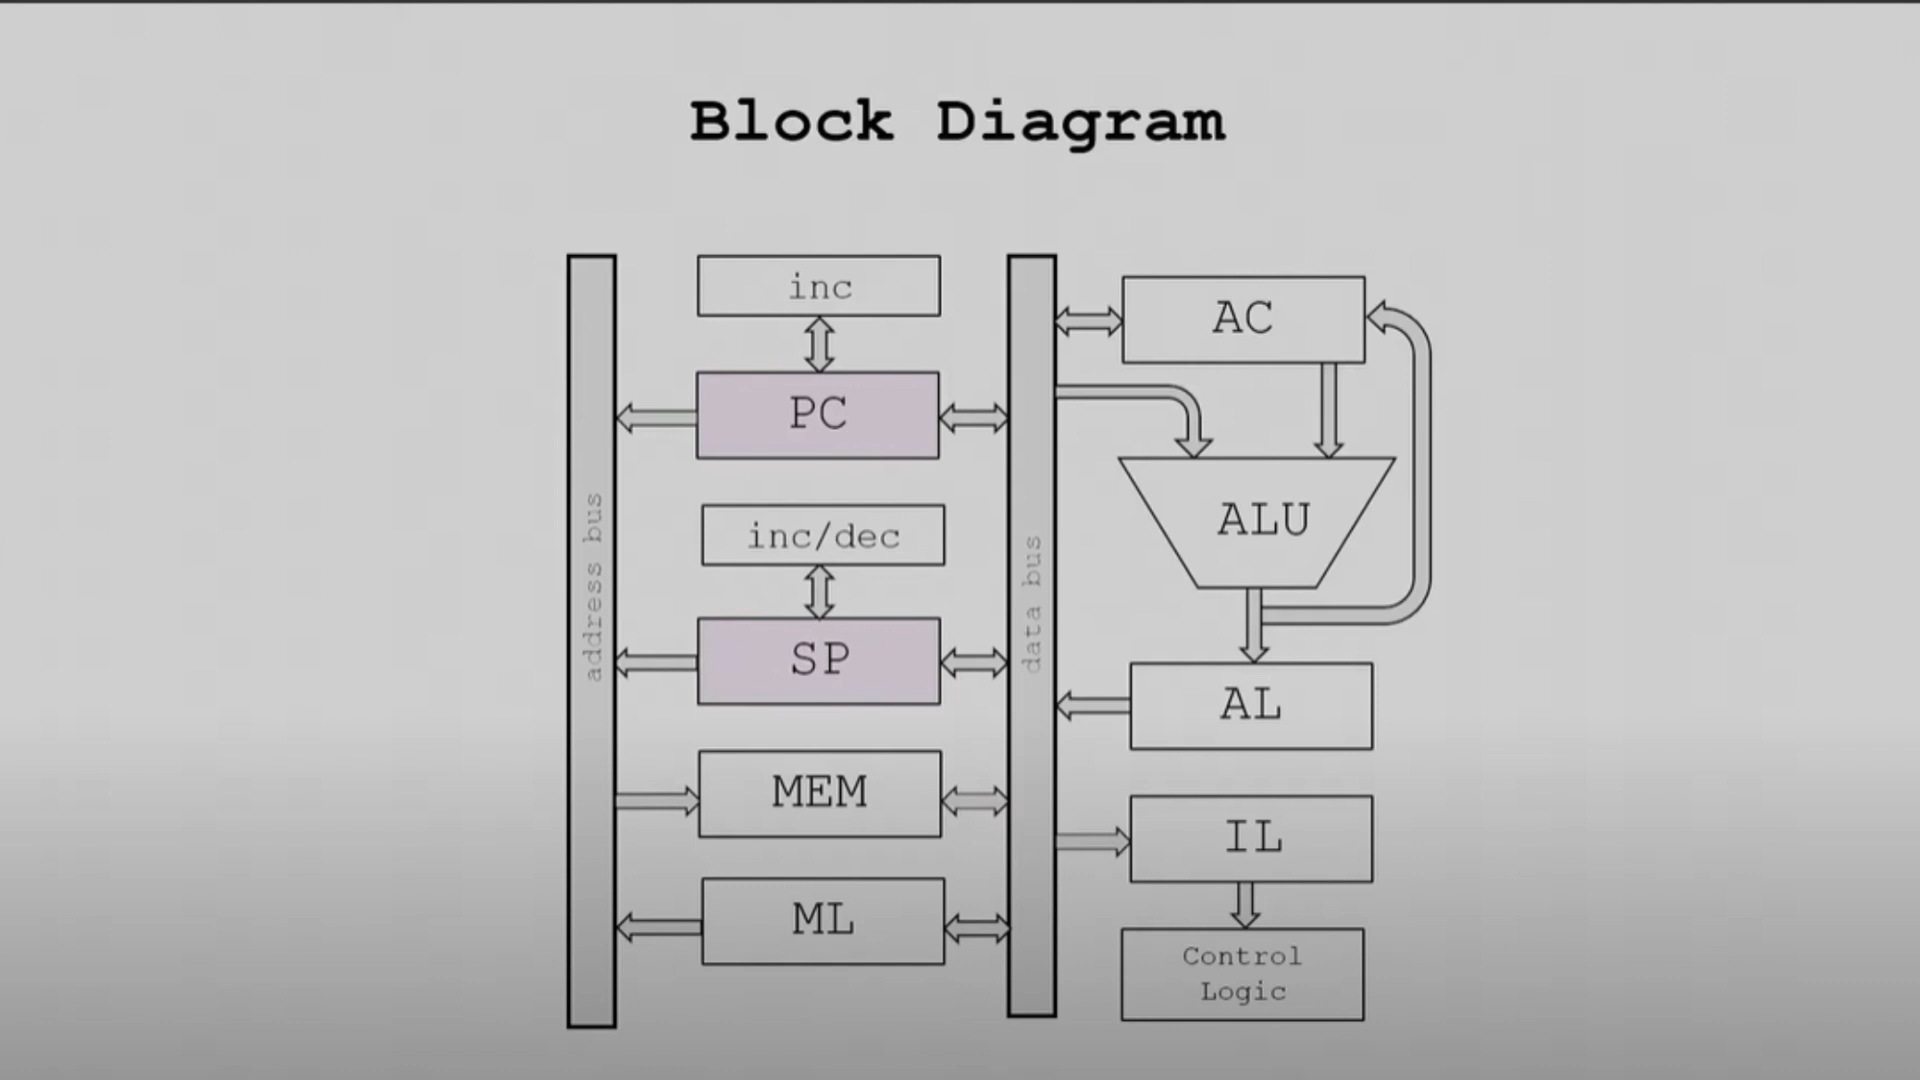 Block Diagram
inc
PC
inc/dec
SP
MEM
ML
address bus
data bus
AC
ALU
AL
IL
Control
Logic